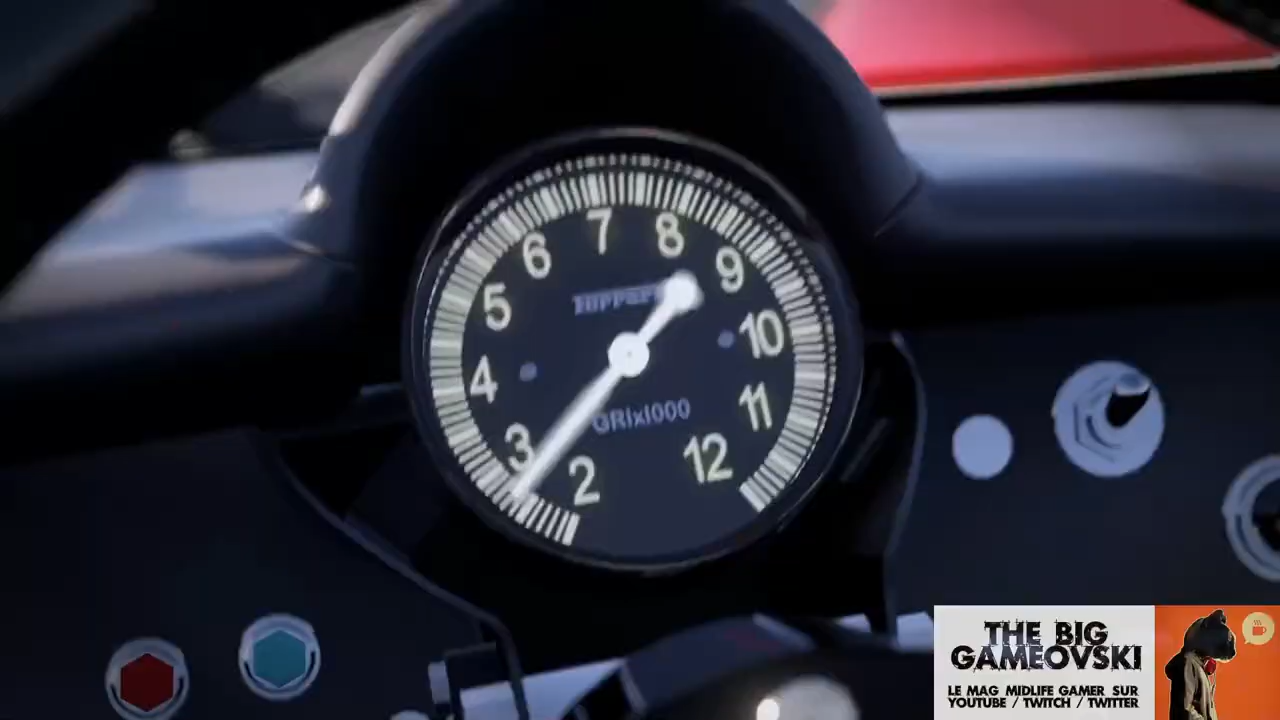 7
6
8
9
5
Ferrari
10
4
GRIx1000
11
3
12
2
THE BIG
GAMEOVSKI
LE MAG MIDLIFE GAMER SUR
YOUTUBE / TWITCH / TWITTER